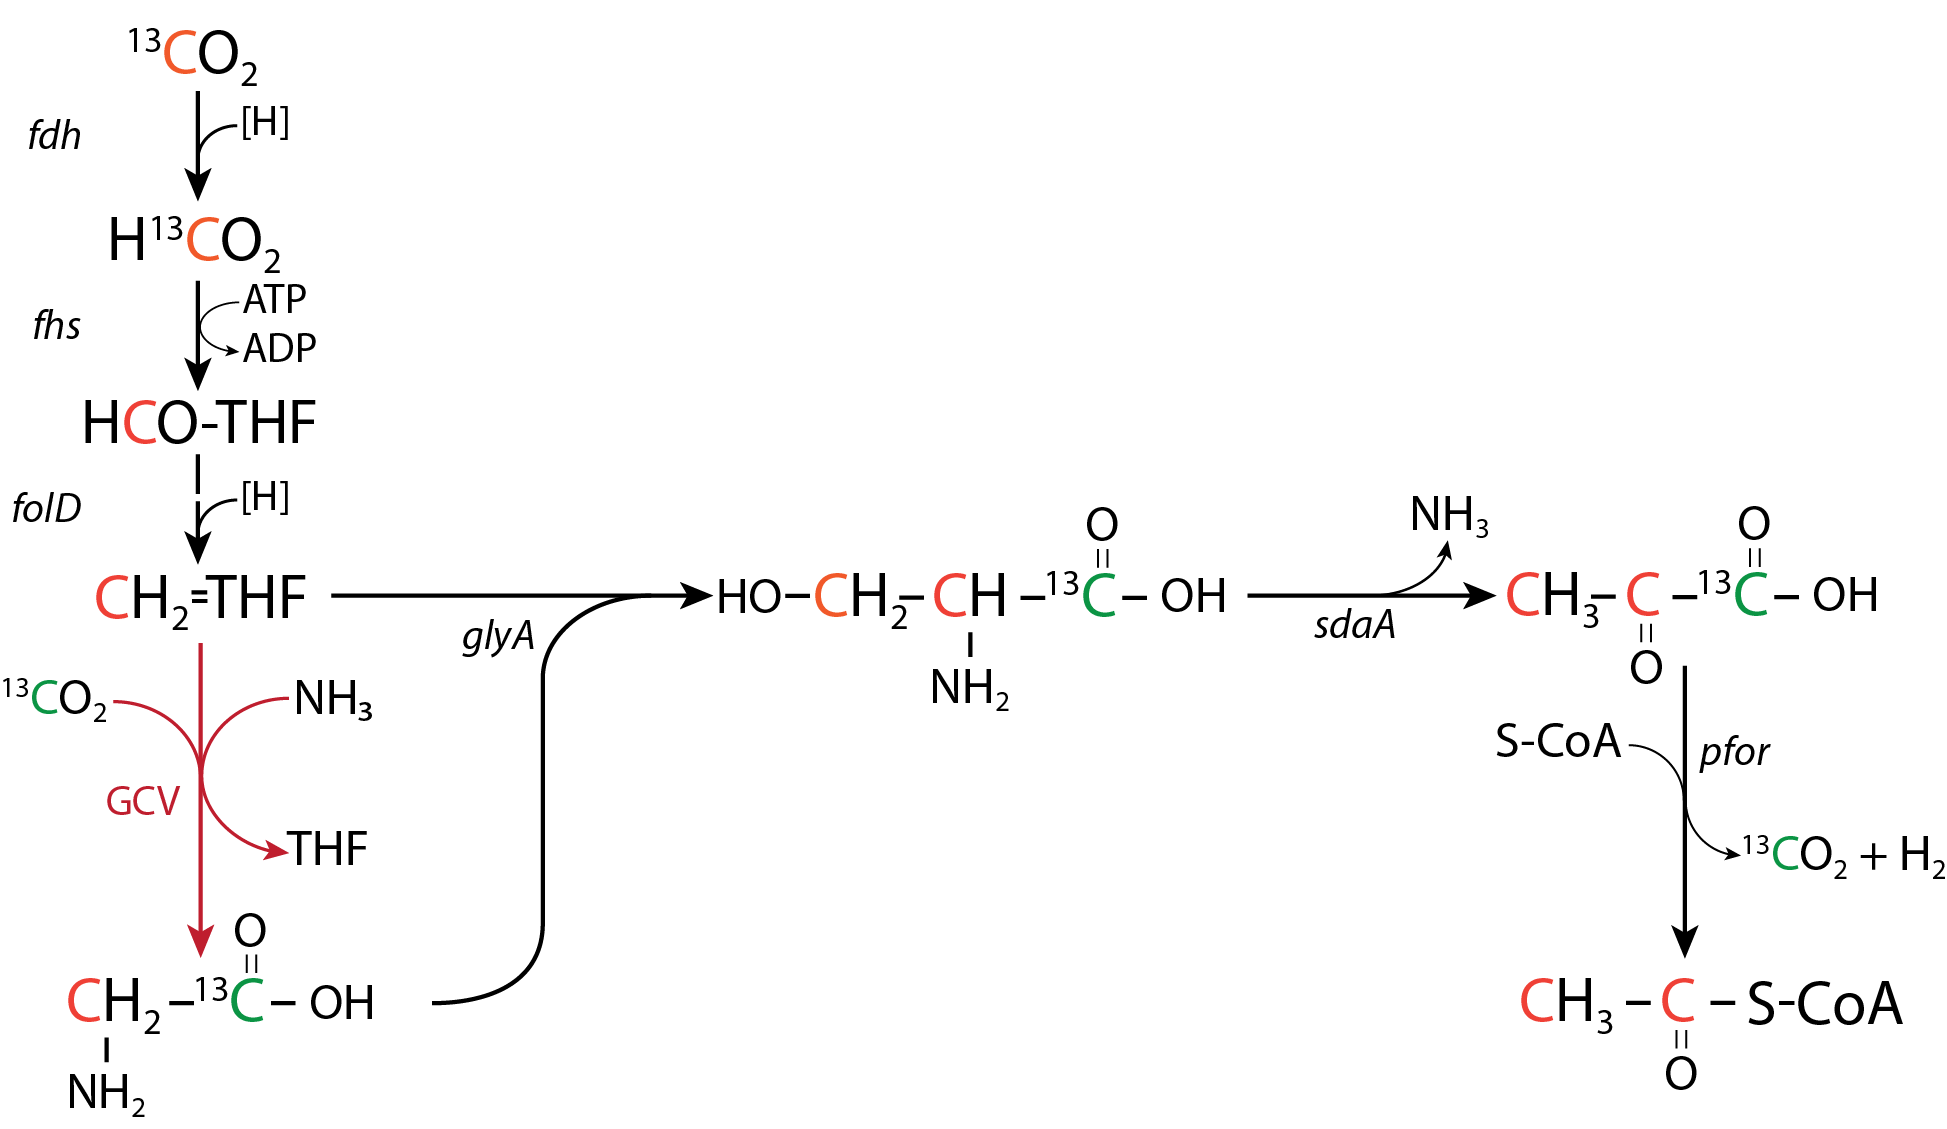 ¹³CO₂
fdh
[H]
H¹³CO₂
fhs
ATP
ADP
HCO-THF
folD
[H]
CH₂=THF
glyA
HO–CH₂–CH–¹³C–OH
O
NH₂
sdaA
NH₃
CH₃–C–¹³C–OH
O
O
¹³CO₂
NH₃
GCV
THF
S-CoA
pfor
¹³CO₂ + H₂
O
CH₂–¹³C–OH
NH₂
CH₃–C–S-CoA
O